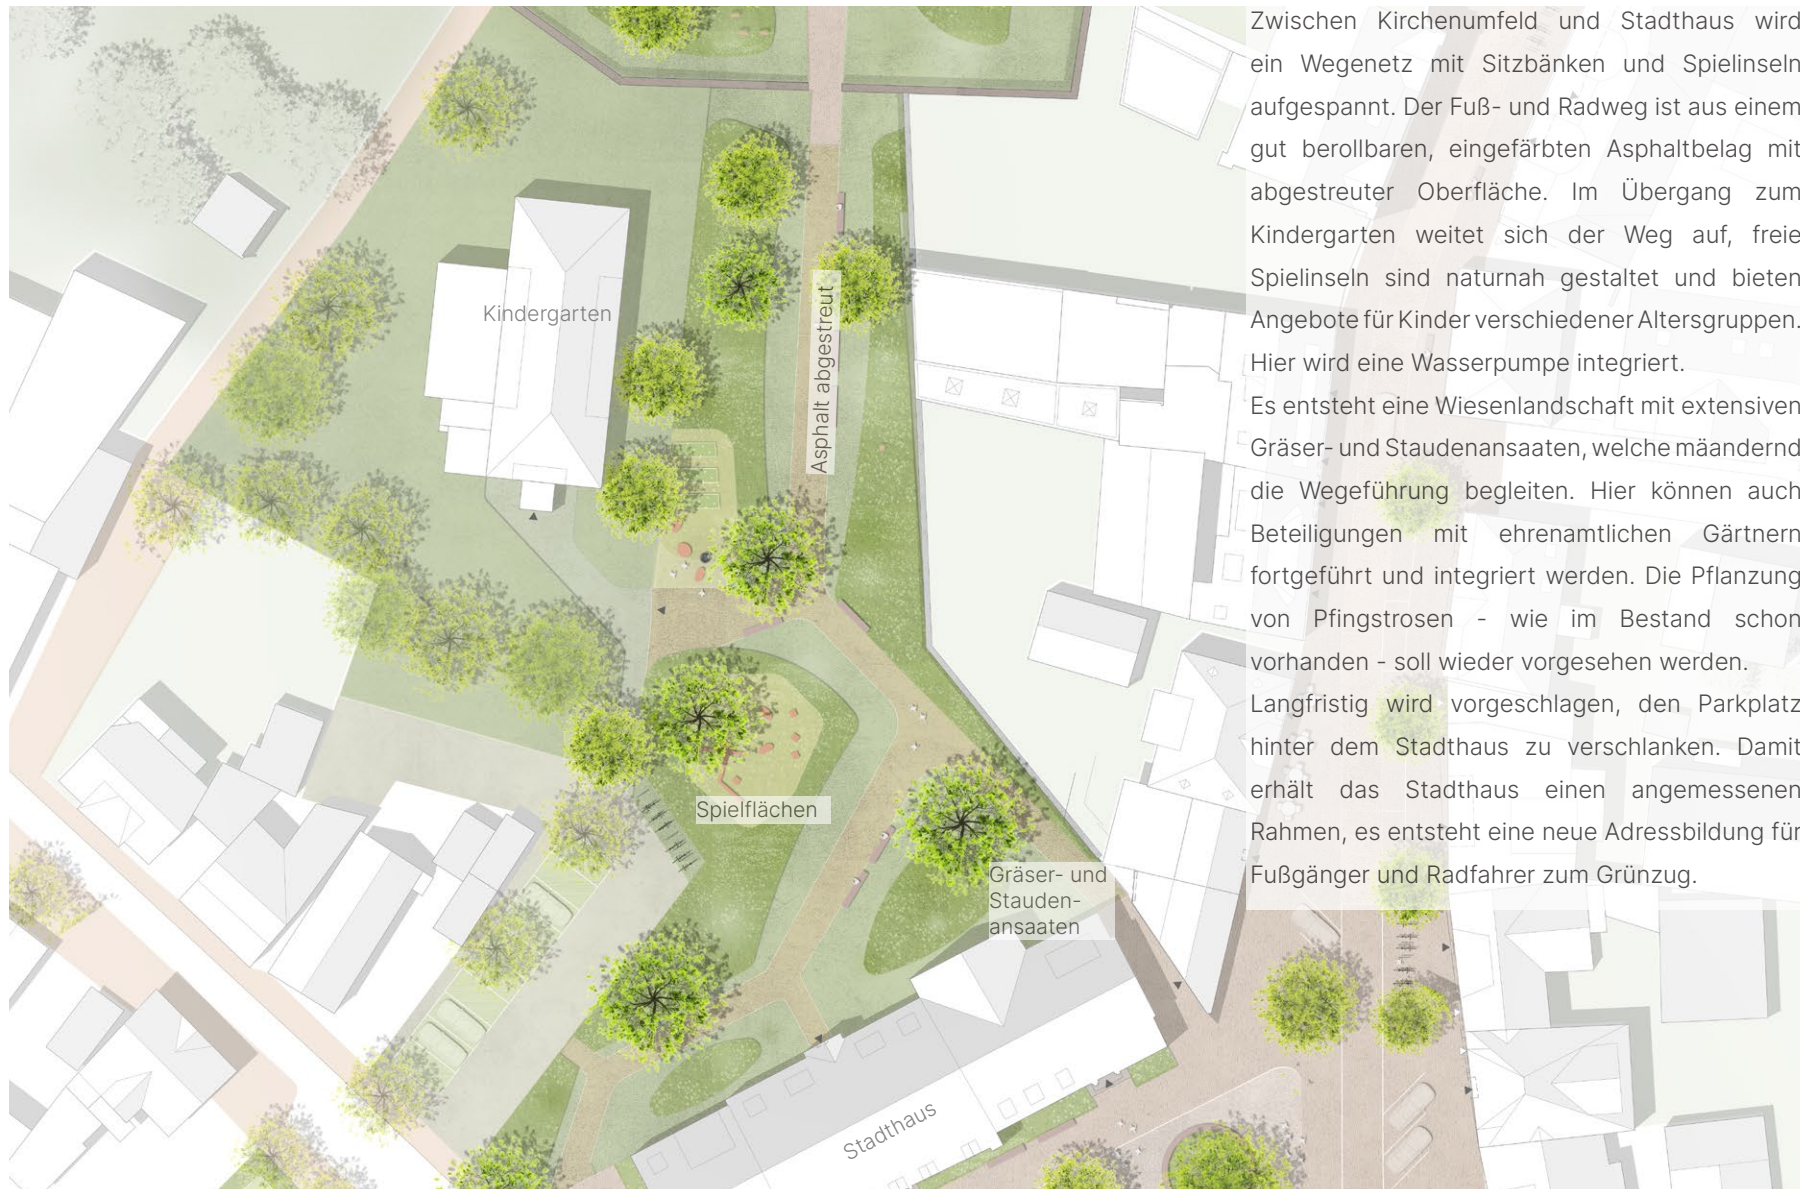 Zwischen Kirchenumfeld und Stadthaus wird
ein Wegenetz mit Sitzbänken und Spielinseln
aufgespannt. Der Fuß- und Radweg ist aus einem
gut berollbaren, eingefärbten Asphaltbelag mit
abgestreuter Oberfläche. Im Übergang zum
Kindergarten weitet sich der Weg auf, freie
Spielinseln sind naturnah gestaltet und bieten
Angebote für Kinder verschiedener Altersgruppen.
Hier wird eine Wasserpumpe integriert.
Es entsteht eine Wiesenlandschaft mit extensiven
Gräser- und Staudenansaaten, welche mäandernd
die Wegeführung begleiten. Hier können auch
Beteiligungen mit ehrenamtlichen Gärtnern
fortgeführt und integriert werden. Die Pflanzung
von Pfingstrosen - wie im Bestand schon
vorhanden - soll wieder vorgesehen werden.
Langfristig wird vorgeschlagen, den Parkplatz
hinter dem Stadthaus zu verschlanken. Damit
erhält das Stadthaus einen angemessenen
Rahmen, es entsteht eine neue Adressbildung für
Fußgänger und Radfahrer zum Grünzug.
Kindergarten
Asphalt abgestreut
Spielflächen
Gräser- und
Stauden-
ansaaten
Stadthaus